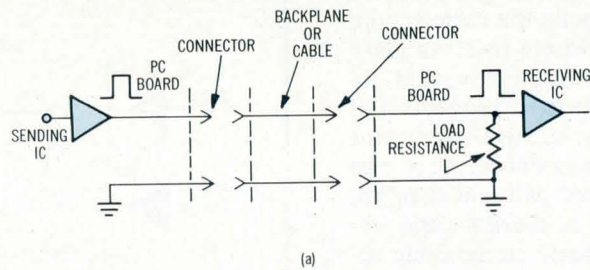 BACKPLANE
OR
CABLE
CONNECTOR
CONNECTOR
PC
BOARD
PC
BOARD
RECEIVING
IC
SENDING
IC
LOAD
RESISTANCE
(a)